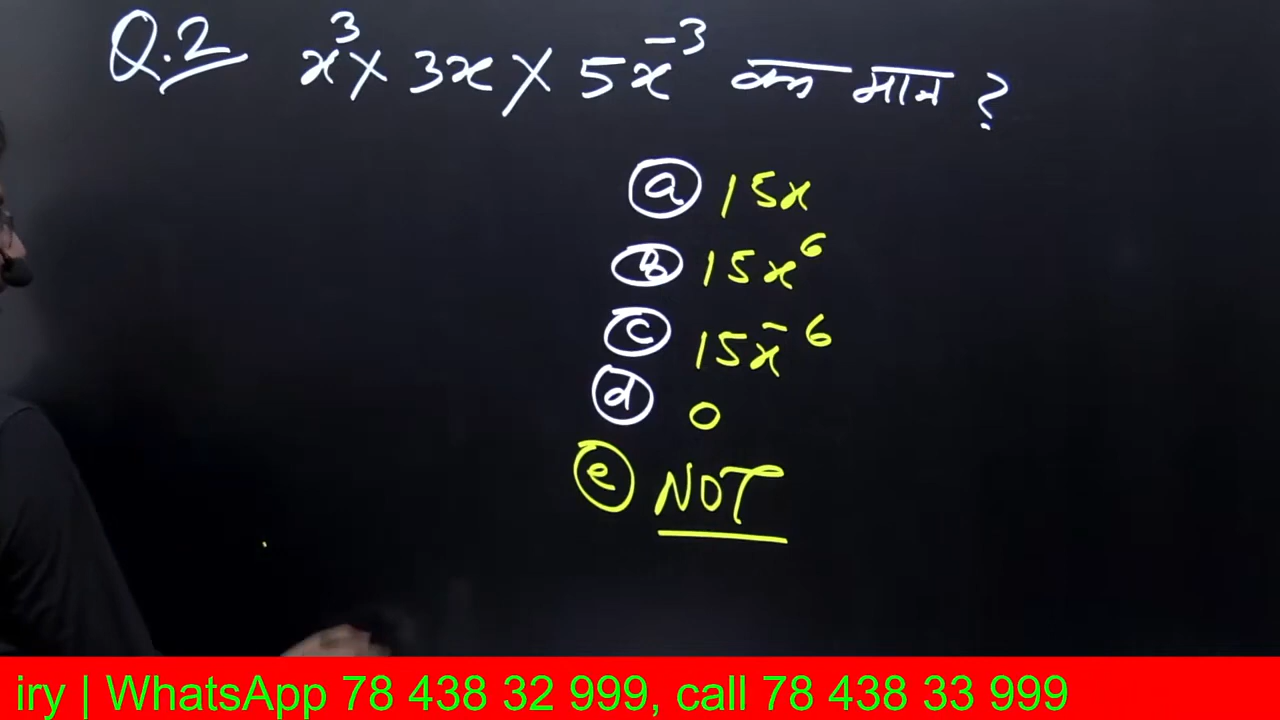 Q.2 x³ × 3x × 5x⁻³ का मान ?
ⓐ 15x
ⓑ 15x⁶
ⓒ 15x⁻⁶
ⓓ 0
ⓔ NOT
iry | WhatsApp 78 438 32 999, call 78 438 33 999